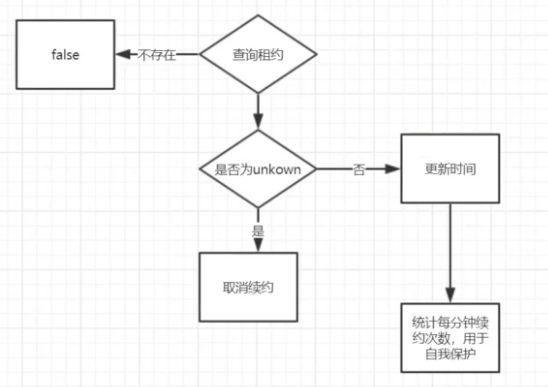 false
不存在
查询租约
是否为unkown
否
更新时间
是
取消续约
统计每分钟续
约次数，用于
自我保护